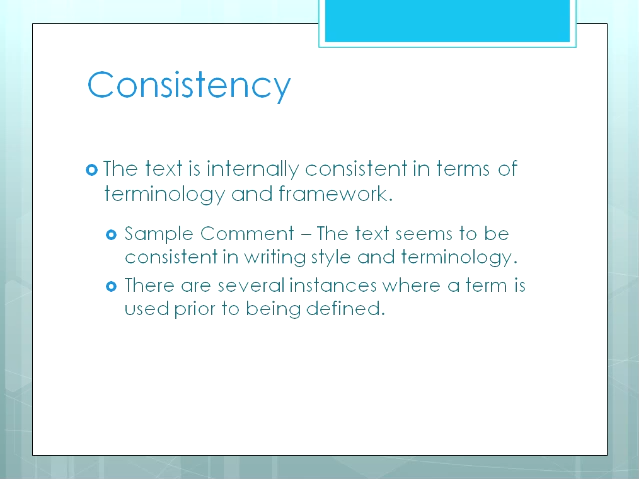 Consistency
The text is internally consistent in terms of
terminology and framework.
Sample Comment – The text seems to be
consistent in writing style and terminology.
There are several instances where a term is
used prior to being defined.